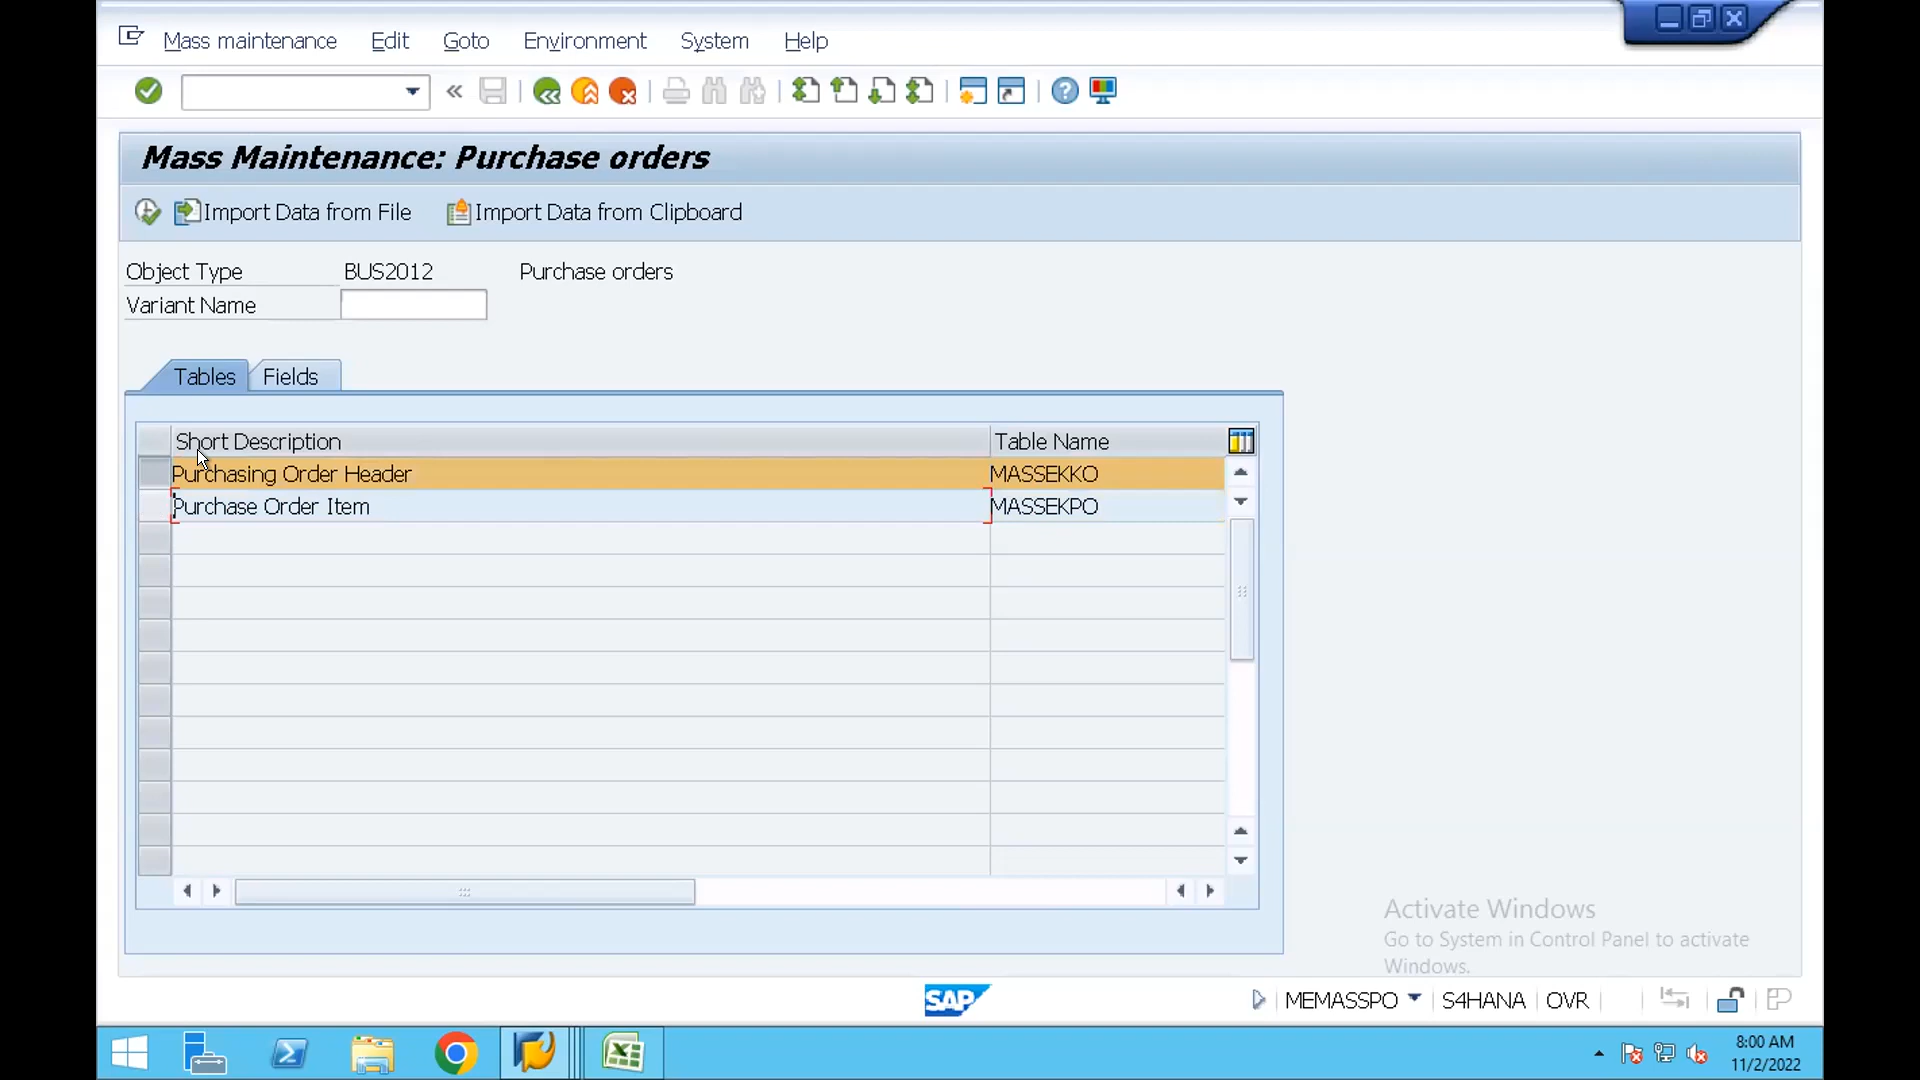 Mass maintenance Edit Goto Environment System Help
Mass Maintenance: Purchase orders
Import Data from File Import Data from Clipboard
Object Type BUS2012 Purchase orders
Variant Name
Tables Fields
Short Description Table Name
Purchasing Order Header MASSEKKO
Purchase Order Item MASSEKPO
Activate Windows
Go to System in Control Panel to activate
Windows.
SAP MEMASSPO S4HANA OVR
8:00 AM
11/2/2022